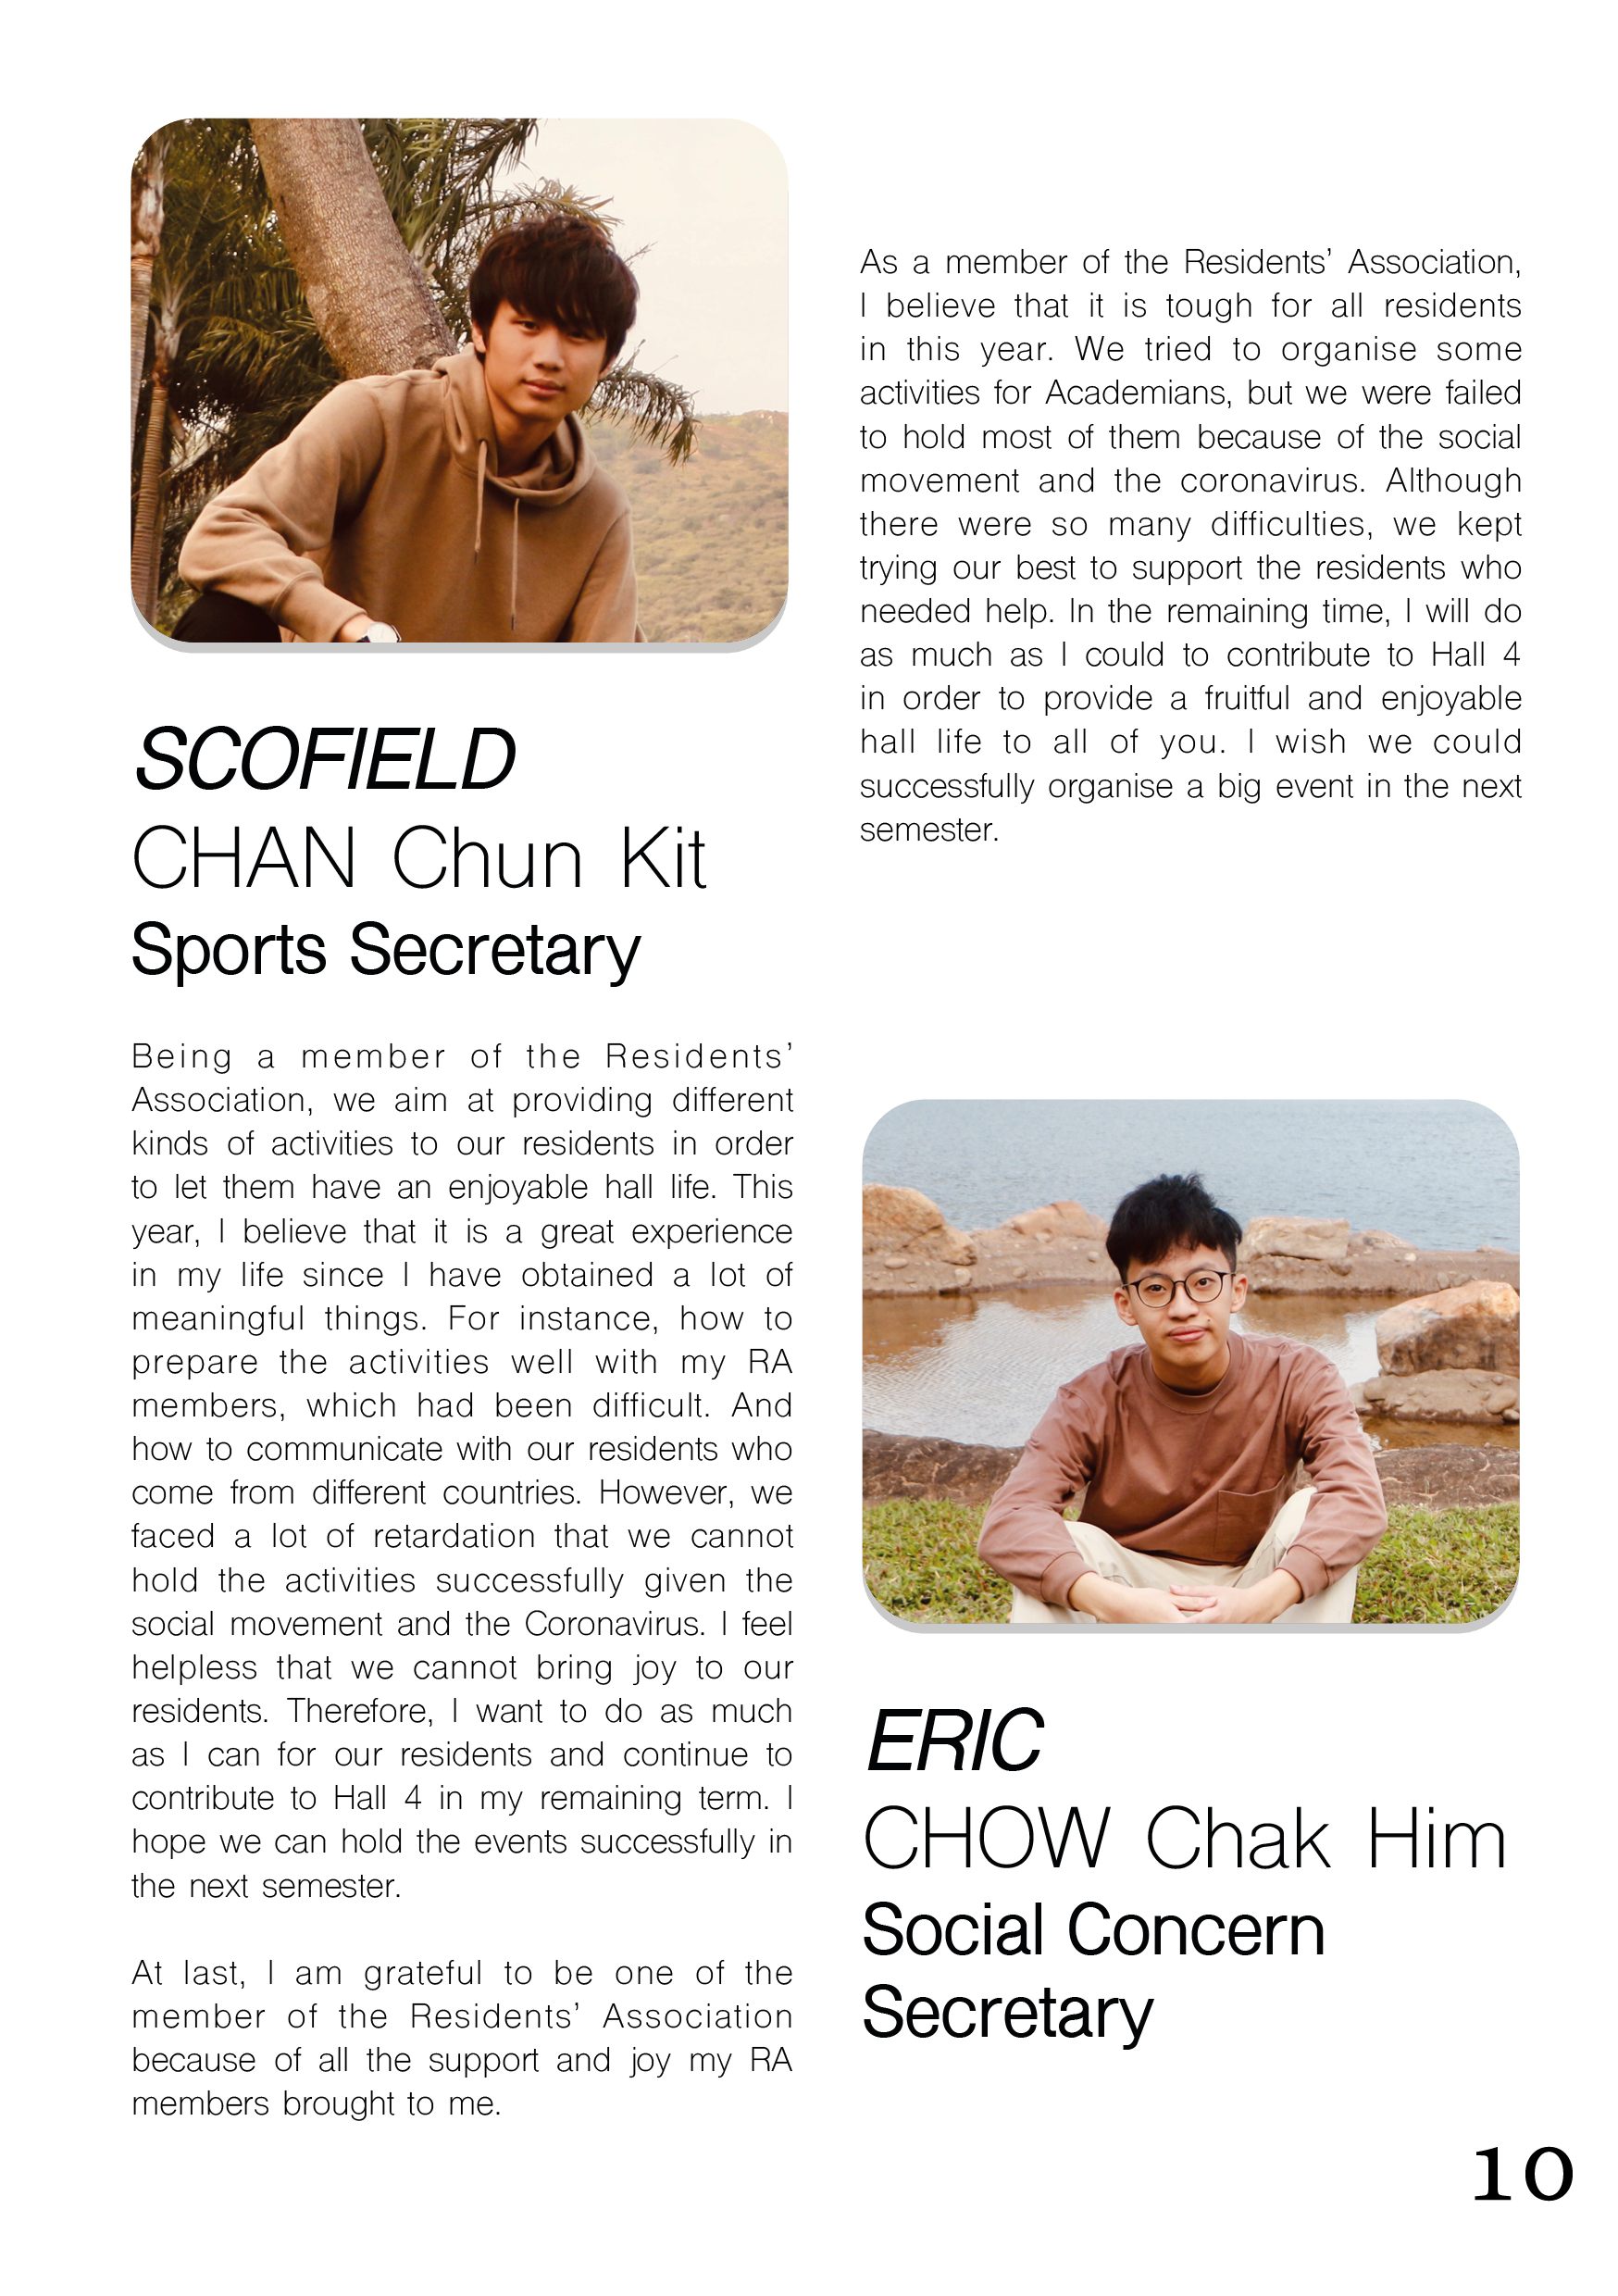 SCOFIELD
CHAN Chun Kit
Sports Secretary
Being a member of the Residents’
Association, we aim at providing different
kinds of activities to our residents in order
to let them have an enjoyable hall life. This
year, I believe that it is a great experience
in my life since I have obtained a lot of
meaningful things. For instance, how to
prepare the activities well with my RA
members, which had been difficult. And
how to communicate with our residents who
come from different countries. However, we
faced a lot of retardation that we cannot
hold the activities successfully given the
social movement and the Coronavirus. I feel
helpless that we cannot bring joy to our
residents. Therefore, I want to do as much
as I can for our residents and continue to
contribute to Hall 4 in my remaining term. I
hope we can hold the events successfully in
the next semester.
At last, I am grateful to be one of the
member of the Residents’ Association
because of all the support and joy my RA
members brought to me.
As a member of the Residents’ Association,
I believe that it is tough for all residents
in this year. We tried to organise some
activities for Academians, but we were failed
to hold most of them because of the social
movement and the coronavirus. Although
there were so many difficulties, we kept
trying our best to support the residents who
needed help. In the remaining time, I will do
as much as I could to contribute to Hall 4
in order to provide a fruitful and enjoyable
hall life to all of you. I wish we could
successfully organise a big event in the next
semester.
ERIC
CHOW Chak Him
Social Concern
Secretary
10